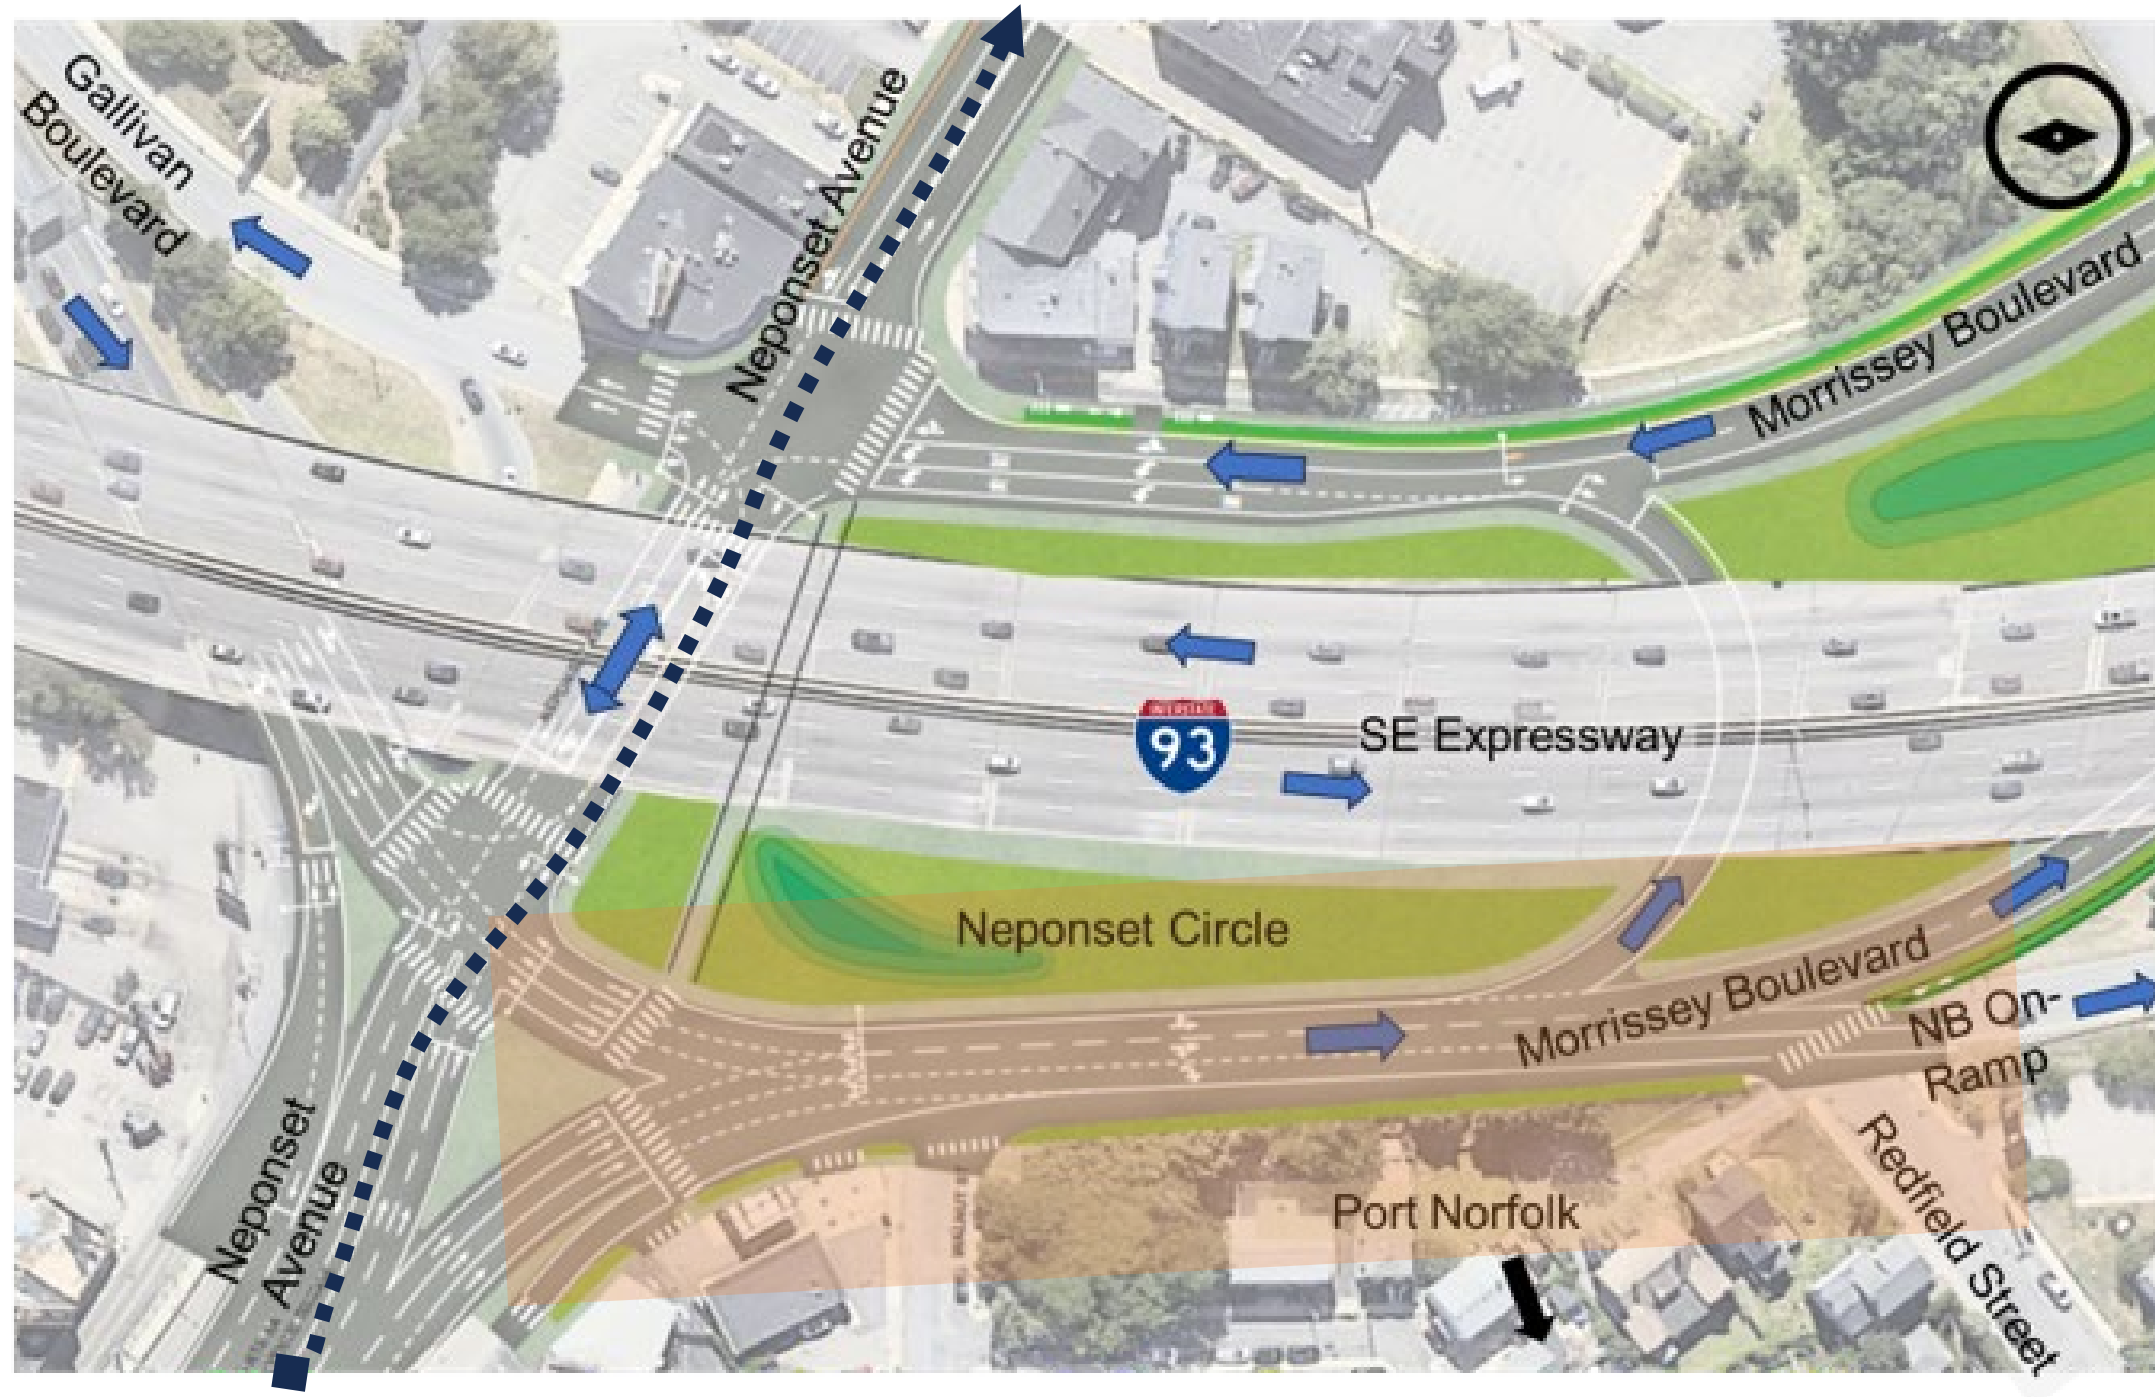 Gallivan
Boulevard
Neponset Avenue
Morrissey Boulevard
INTERSTATE
93
SE Expressway
Neponset Circle
Morrissey Boulevard
NB On-
Ramp
Neponset
Avenue
Port Norfolk
Redfield Street